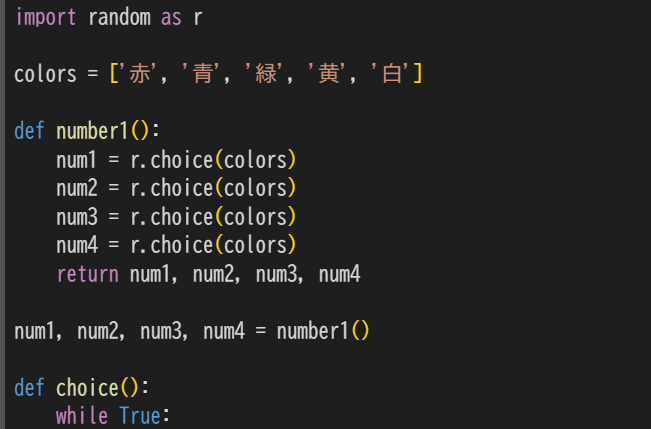 import random as r
colors = ['赤', '青', '緑', '黄', '白']
def number1():
    num1 = r.choice(colors)
    num2 = r.choice(colors)
    num3 = r.choice(colors)
    num4 = r.choice(colors)
    return num1, num2, num3, num4
num1, num2, num3, num4 = number1()
def choice():
    while True: